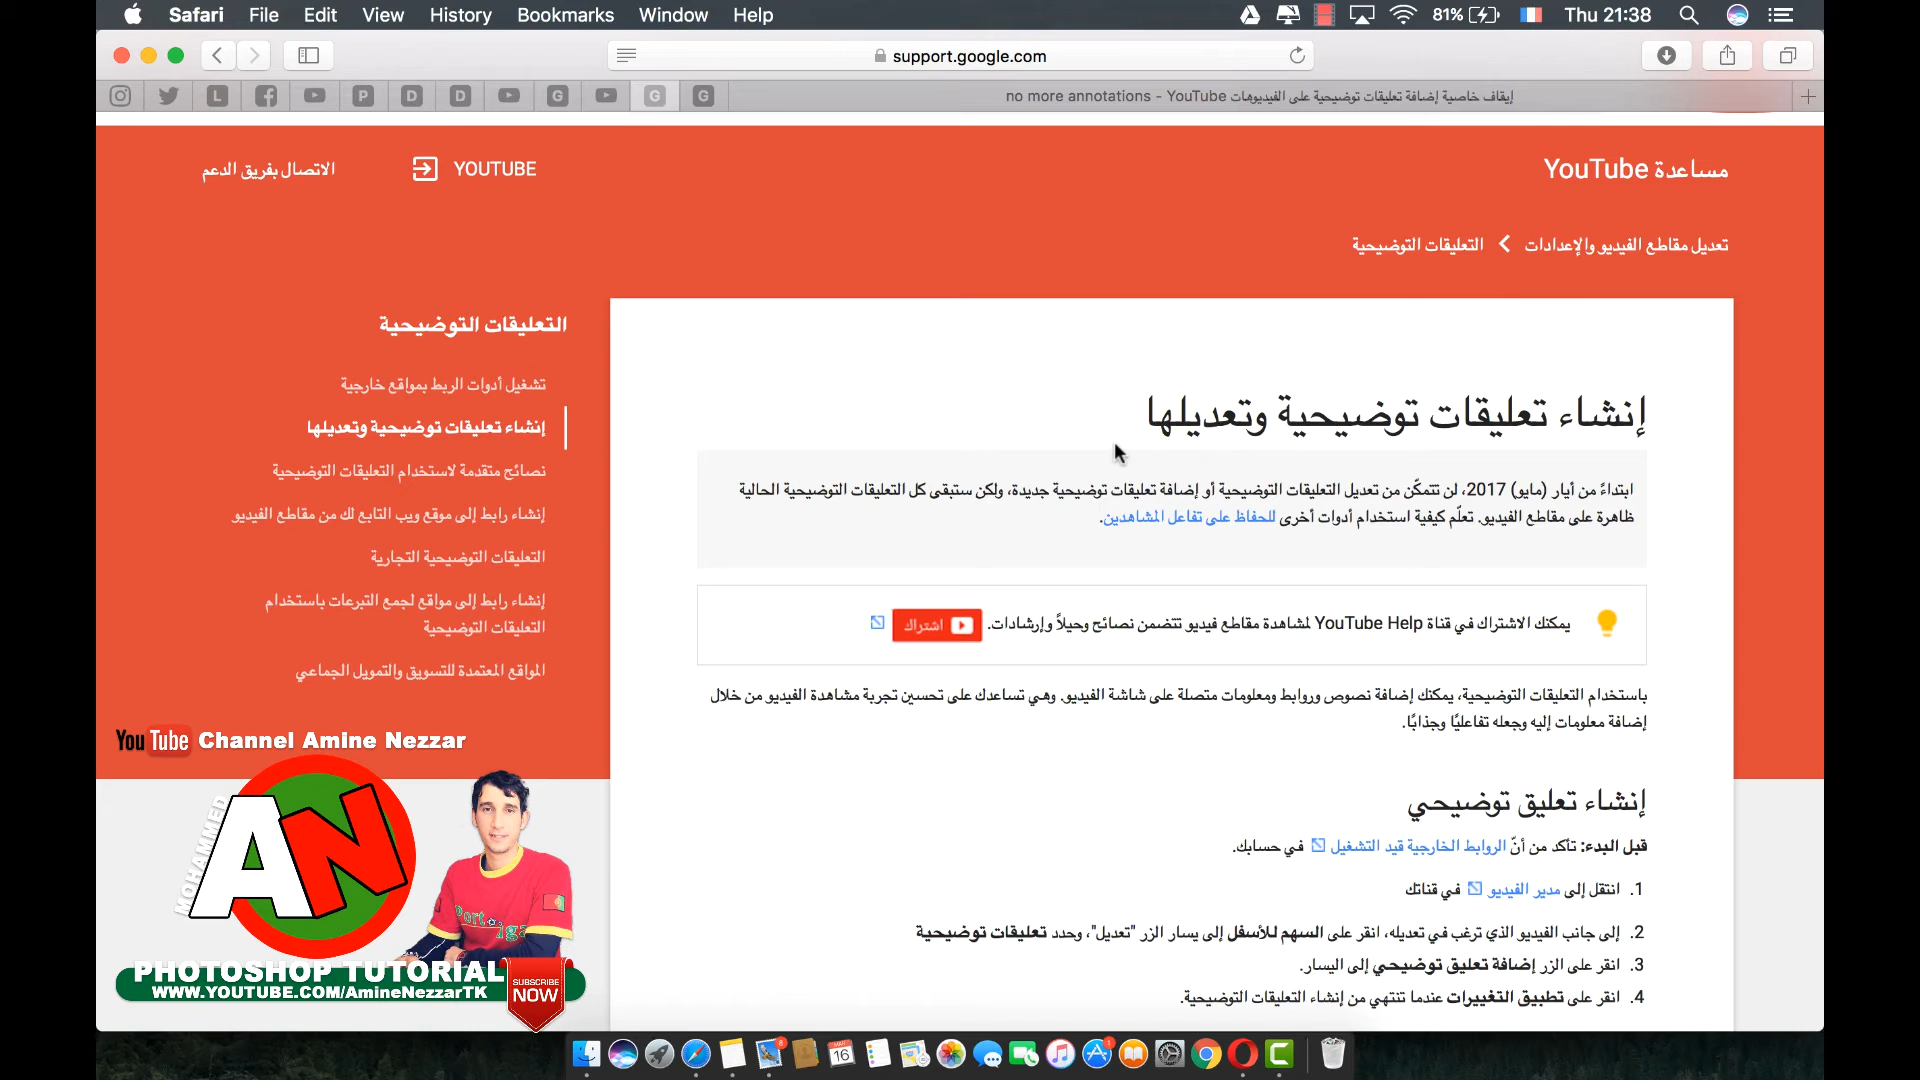 Safari File Edit View History Bookmarks Window Help
81% Thu 21:38
support.google.com
no more annotations - YouTube إيقاف خاصية إضافة تعليقات توضيحية على الفيديوهات
مساعدة YouTube
YOUTUBE
الاتصال بفريق الدعم
تعديل مقاطع الفيديو والإعدادات
التعليقات التوضيحية
التعليقات التوضيحية
تشغيل أدوات الربط بمواقع خارجية
إنشاء تعليقات توضيحية وتعديلها
نصائح متقدمة لاستخدام التعليقات التوضيحية
إنشاء رابط إلى موقع ويب التابع لك من مقاطع الفيديو
التعليقات التوضيحية التجارية
إنشاء رابط إلى مواقع لجمع التبرعات باستخدام
التعليقات التوضيحية
المواقع المعتمدة للتسويق والتمويل الجماعي
إنشاء تعليقات توضيحية وتعديلها
ابتداءً من أيار (مايو) 2017، لن تتمكّن من تعديل التعليقات التوضيحية أو إضافة تعليقات توضيحية جديدة، ولكن ستبقى كل التعليقات التوضيحية الحالية
ظاهرة على مقاطع الفيديو. تعلّم كيفية استخدام أدوات أخرى للحفاظ على تفاعل المشاهدين.
يمكنك الاشتراك في قناة YouTube Help لمشاهدة مقاطع فيديو تتضمن نصائح وحيلاً وإرشادات.
اشتراك
باستخدام التعليقات التوضيحية، يمكنك إضافة نصوص وروابط ومعلومات متصلة على شاشة الفيديو. وهي تساعدك على تحسين تجربة مشاهدة الفيديو من خلال
إضافة معلومات إليه وجعله تفاعليًا وجذابًا.
إنشاء تعليق توضيحي
قبل البدء: تأكد من أنّ الروابط الخارجية قيد التشغيل في حسابك.
1. انتقل إلى مدير الفيديو في قناتك
2. إلى جانب الفيديو الذي ترغب في تعديله، انقر على السهم للأسفل إلى يسار الزر "تعديل"، وحدد تعليقات توضيحية
3. انقر على الزر إضافة تعليق توضيحي إلى اليسار.
4. انقر على تطبيق التغييرات عندما تنتهي من إنشاء التعليقات التوضيحية.
YouTube Channel Amine Nezzar
MOHAMMED
AN
PHOTOSHOP TUTORIAL
WWW.YOUTUBE.COM/AmineNezzarTK
SUBSCRIBE
NOW